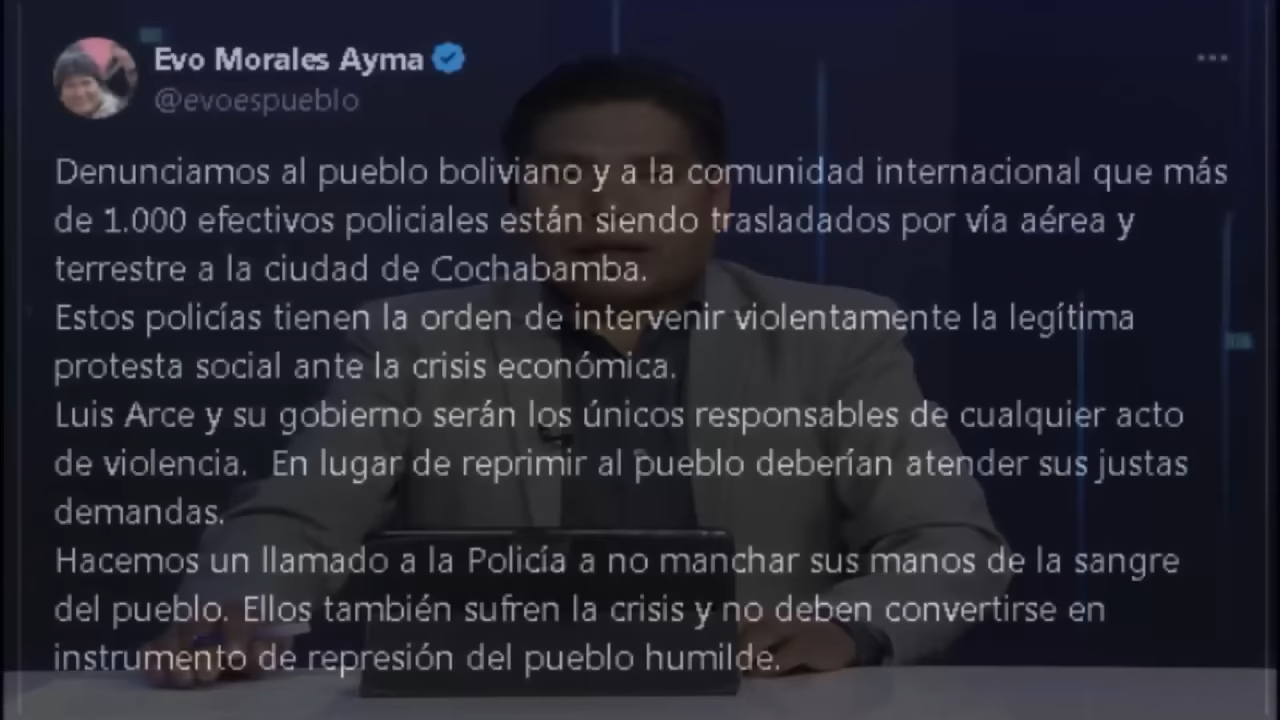 Evo Morales Ayma
@evoespueblo
Denunciamos al pueblo boliviano y a la comunidad internacional que más
de 1.000 efectivos policiales están siendo trasladados por vía aérea y
terrestre a la ciudad de Cochabamba.
Estos policías tienen la orden de intervenir violentamente la legítima
protesta social ante la crisis económica.
Luis Arce y su gobierno serán los únicos responsables de cualquier acto
de violencia.  En lugar de reprimir al pueblo deberían atender sus justas
demandas.
Hacemos un llamado a la Policía a no manchar sus manos de la sangre
del pueblo. Ellos también sufren la crisis y no deben convertirse en
instrumento de represión del pueblo humilde.